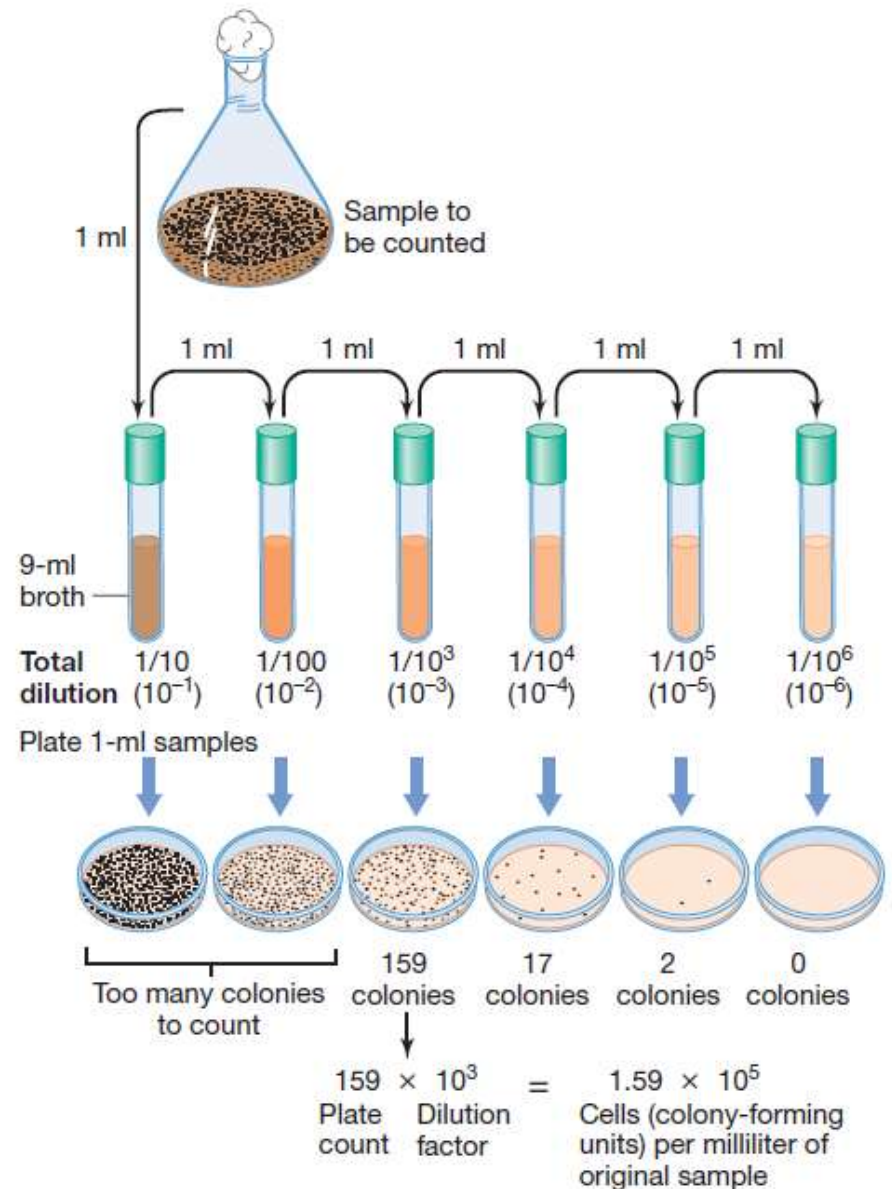 Sample to
be counted
1 ml
1 ml 1 ml 1 ml 1 ml 1 ml
9-ml
broth
Total 1/10 1/100 1/10³ 1/10⁴ 1/10⁵ 1/10⁶
dilution (10⁻¹) (10⁻²) (10⁻³) (10⁻⁴) (10⁻⁵) (10⁻⁶)
Plate 1-ml samples
159 17 2 0
colonies colonies colonies colonies
Too many colonies
to count
159 × 10³ = 1.59 × 10⁵
Plate Dilution
count factor
Cells (colony-forming
units) per milliliter of
original sample